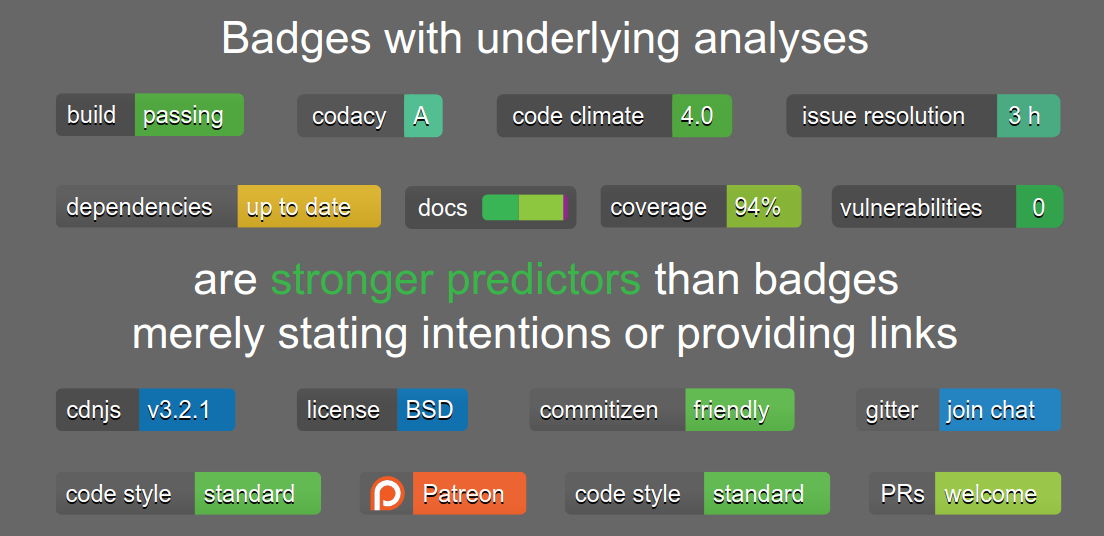 Badges with underlying analyses
build passing codacy A code climate 4.0 issue resolution 3 h
dependencies up to date docs coverage 94% vulnerabilities 0
are stronger predictors than badges
merely stating intentions or providing links
cdnjs v3.2.1 license BSD commitizen friendly gitter join chat
code style standard Patreon code style standard PRs welcome